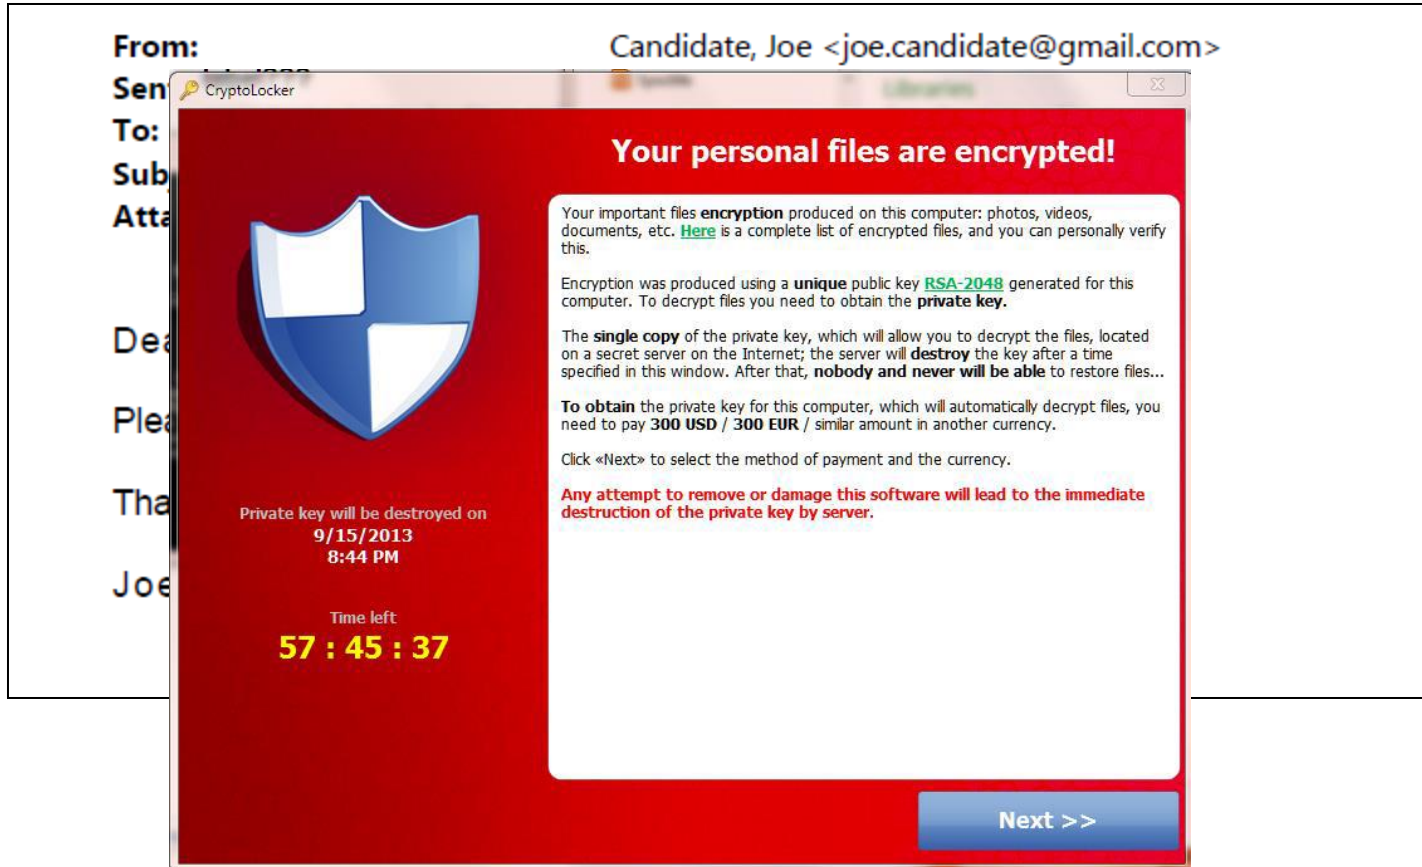 From: Candidate, Joe <joe.candidate@gmail.com>
Sen
To:
Sub
Atta
Dea
Plea
Tha
Joe
CryptoLocker
Libraries
Your personal files are encrypted!
Your important files encryption produced on this computer: photos, videos,
documents, etc. Here is a complete list of encrypted files, and you can personally verify
this.
Encryption was produced using a unique public key RSA-2048 generated for this
computer. To decrypt files you need to obtain the private key.
The single copy of the private key, which will allow you to decrypt the files, located
on a secret server on the Internet; the server will destroy the key after a time
specified in this window. After that, nobody and never will be able to restore files...
To obtain the private key for this computer, which will automatically decrypt files, you
need to pay 300 USD / 300 EUR / similar amount in another currency.
Click «Next» to select the method of payment and the currency.
Any attempt to remove or damage this software will lead to the immediate
destruction of the private key by server.
Private key will be destroyed on
9/15/2013
8:44 PM
Time left
57 : 45 : 37
Next >>